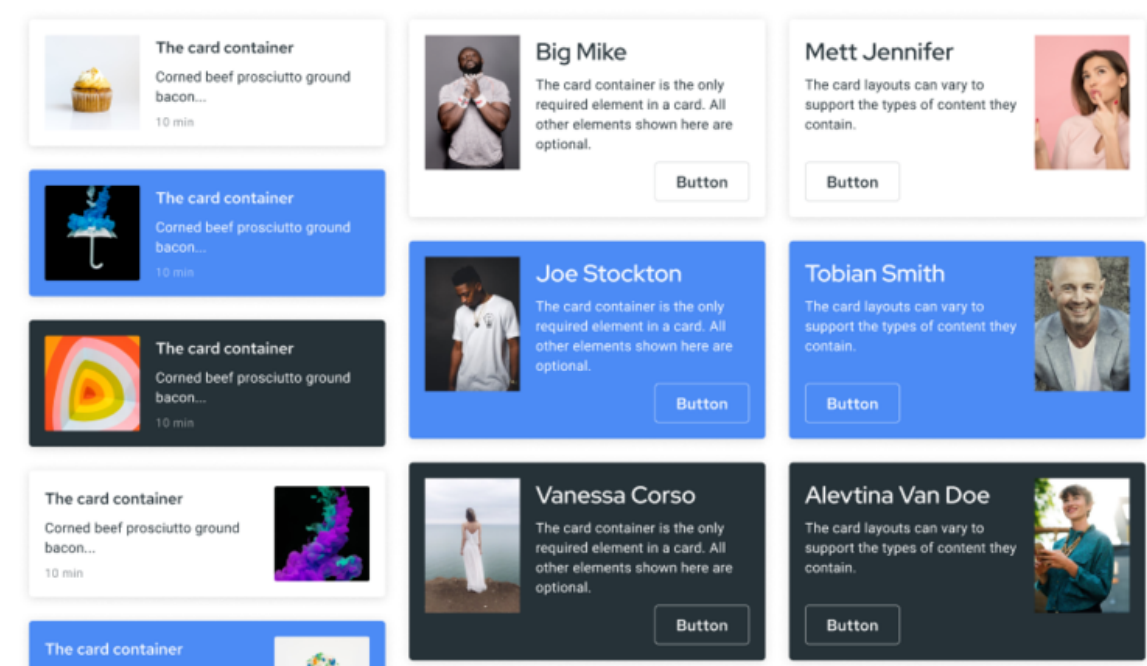 The card container
Corned beef prosciutto ground
bacon...
10 min
The card container
Corned beef prosciutto ground
bacon...
10 min
The card container
Corned beef prosciutto ground
bacon...
10 min
The card container
Corned beef prosciutto ground
bacon...
10 min
The card container
Big Mike
The card container is the only
required element in a card. All
other elements shown here are
optional.
Button
Joe Stockton
The card container is the only
required element in a card. All
other elements shown here are
optional.
Button
Vanessa Corso
The card container is the only
required element in a card. All
other elements shown here are
optional.
Button
Mett Jennifer
The card layouts can vary to
support the types of content they
contain.
Button
Tobian Smith
The card layouts can vary to
support the types of content they
contain.
Button
Alevtina Van Doe
The card layouts can vary to
support the types of content they
contain.
Button